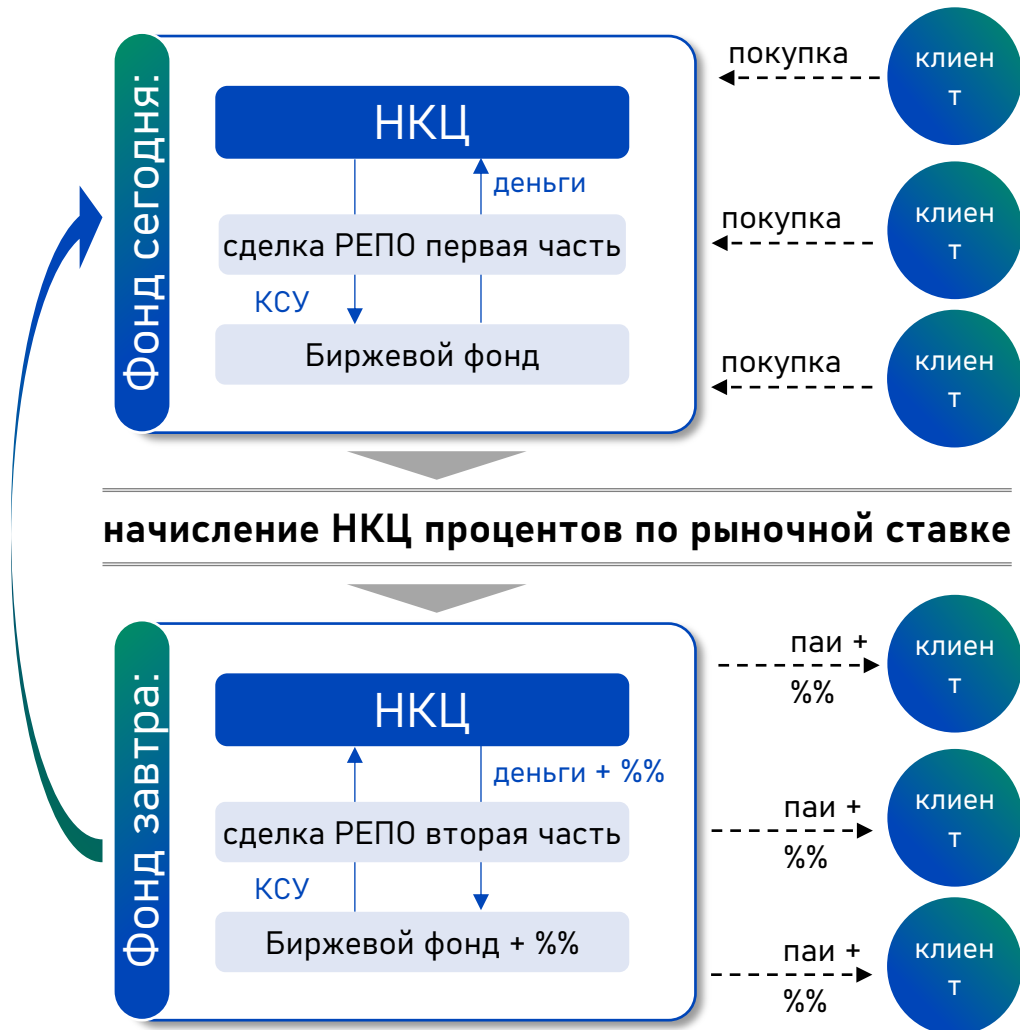 Фонд сегодня:
НКЦ
деньги
сделка РЕПО первая часть
КСУ
Биржевой фонд
покупка
клиен
т
покупка
клиен
т
покупка
клиен
т
начисление НКЦ процентов по рыночной ставке
Фонд завтра:
НКЦ
деньги + %%
сделка РЕПО вторая часть
КСУ
Биржевой фонд + %%
паи +
%%
клиен
т
паи +
%%
клиен
т
паи +
%%
клиен
т